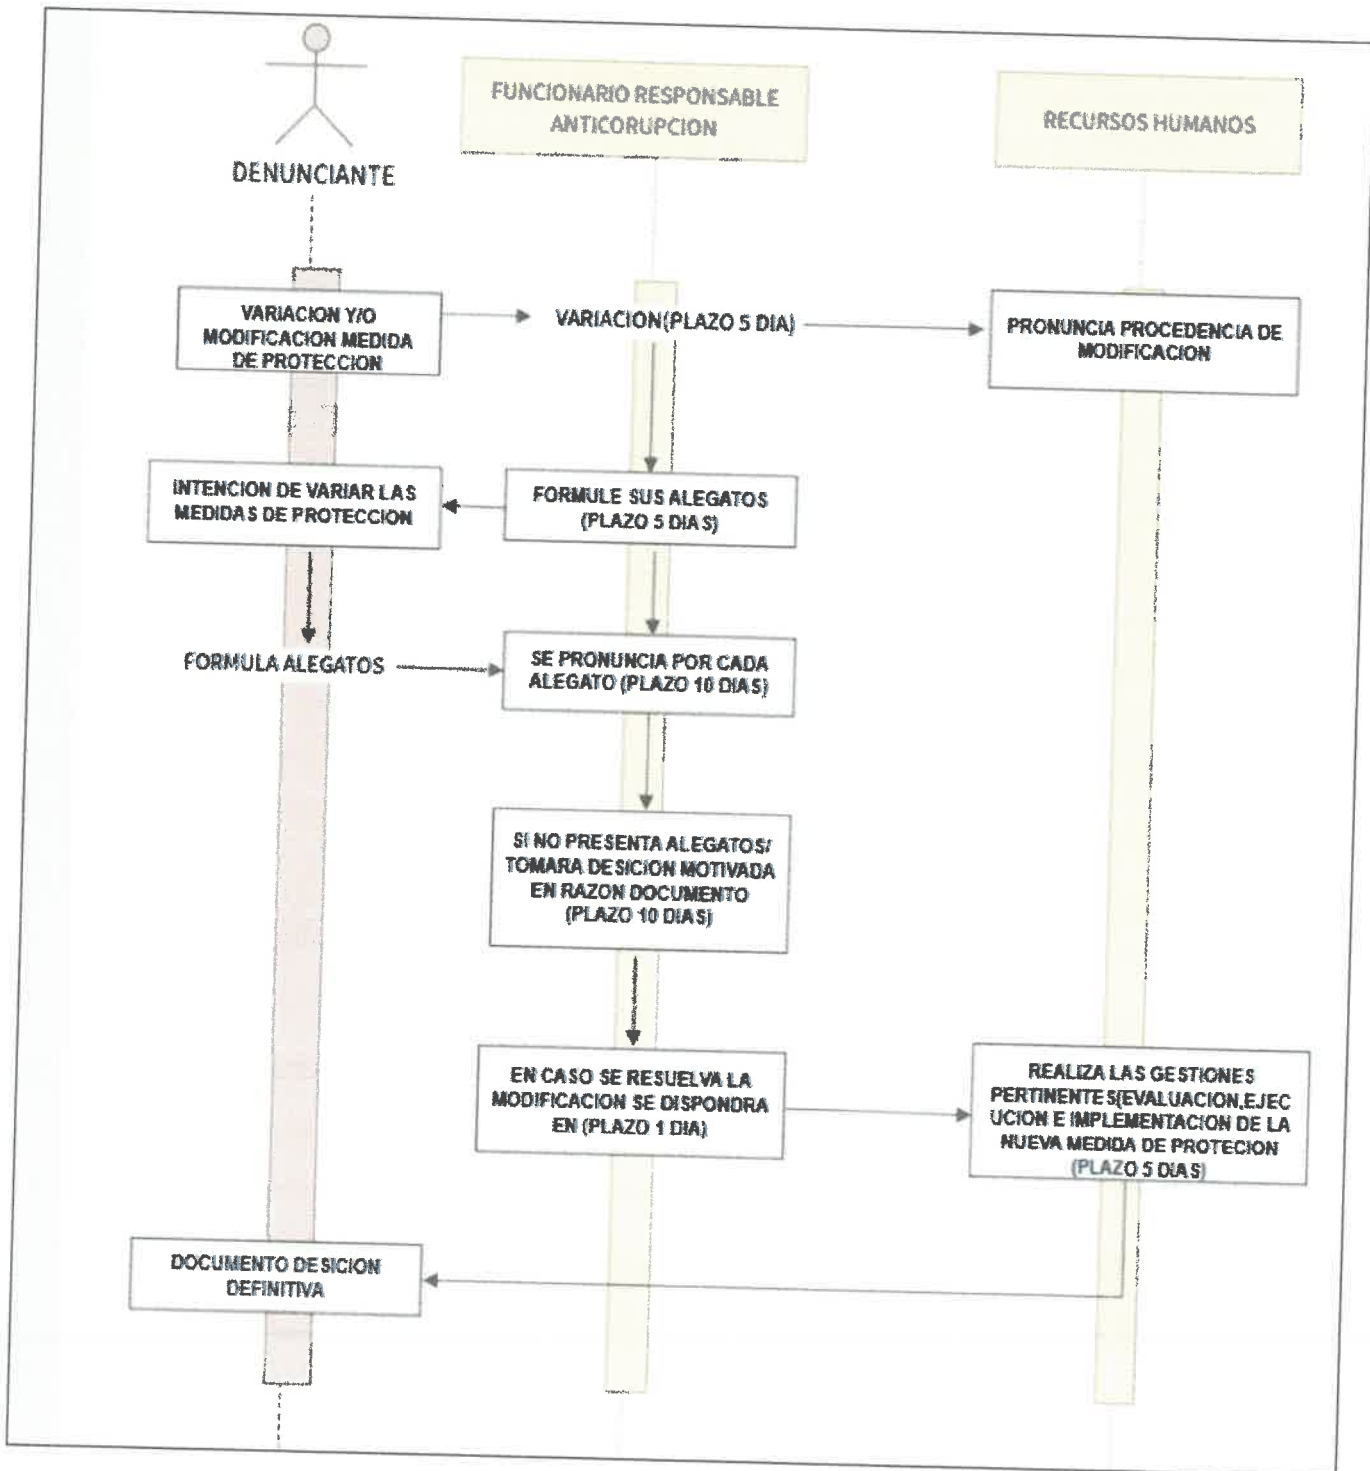 FUNCIONARIO RESPONSABLE
ANTICORUPCION
RECURSOS HUMANOS
DENUNCIANTE
VARIACION Y/O
MODIFICACION MEDIDA
DE PROTECCION
VARIACION(PLAZO 5 DIA)
PRONUNCIA PROCEDENCIA DE
MODIFICACION
INTENCION DE VARIAR LAS
MEDIDAS DE PROTECCION
FORMULE SUS ALEGATOS
(PLAZO 5 DIAS)
FORMULA ALEGATOS
SE PRONUNCIA POR CADA
ALEGATO (PLAZO 10 DIAS)
SI NO PRESENTA ALEGATOS/
TOMARA DESICION MOTIVADA
EN RAZON DOCUMENTO
(PLAZO 10 DIAS)
EN CASO SE RESUELVA LA
MODIFICACION SE DISPONDRA
EN (PLAZO 1 DIA)
REALIZA LAS GESTIONES
PERTINENTES(EVALUACION,EJEC
UCION E IMPLEMENTACION DE LA
NUEVA MEDIDA DE PROTECION
(PLAZO 5 DIAS)
DOCUMENTO DESICION
DEFINITIVA